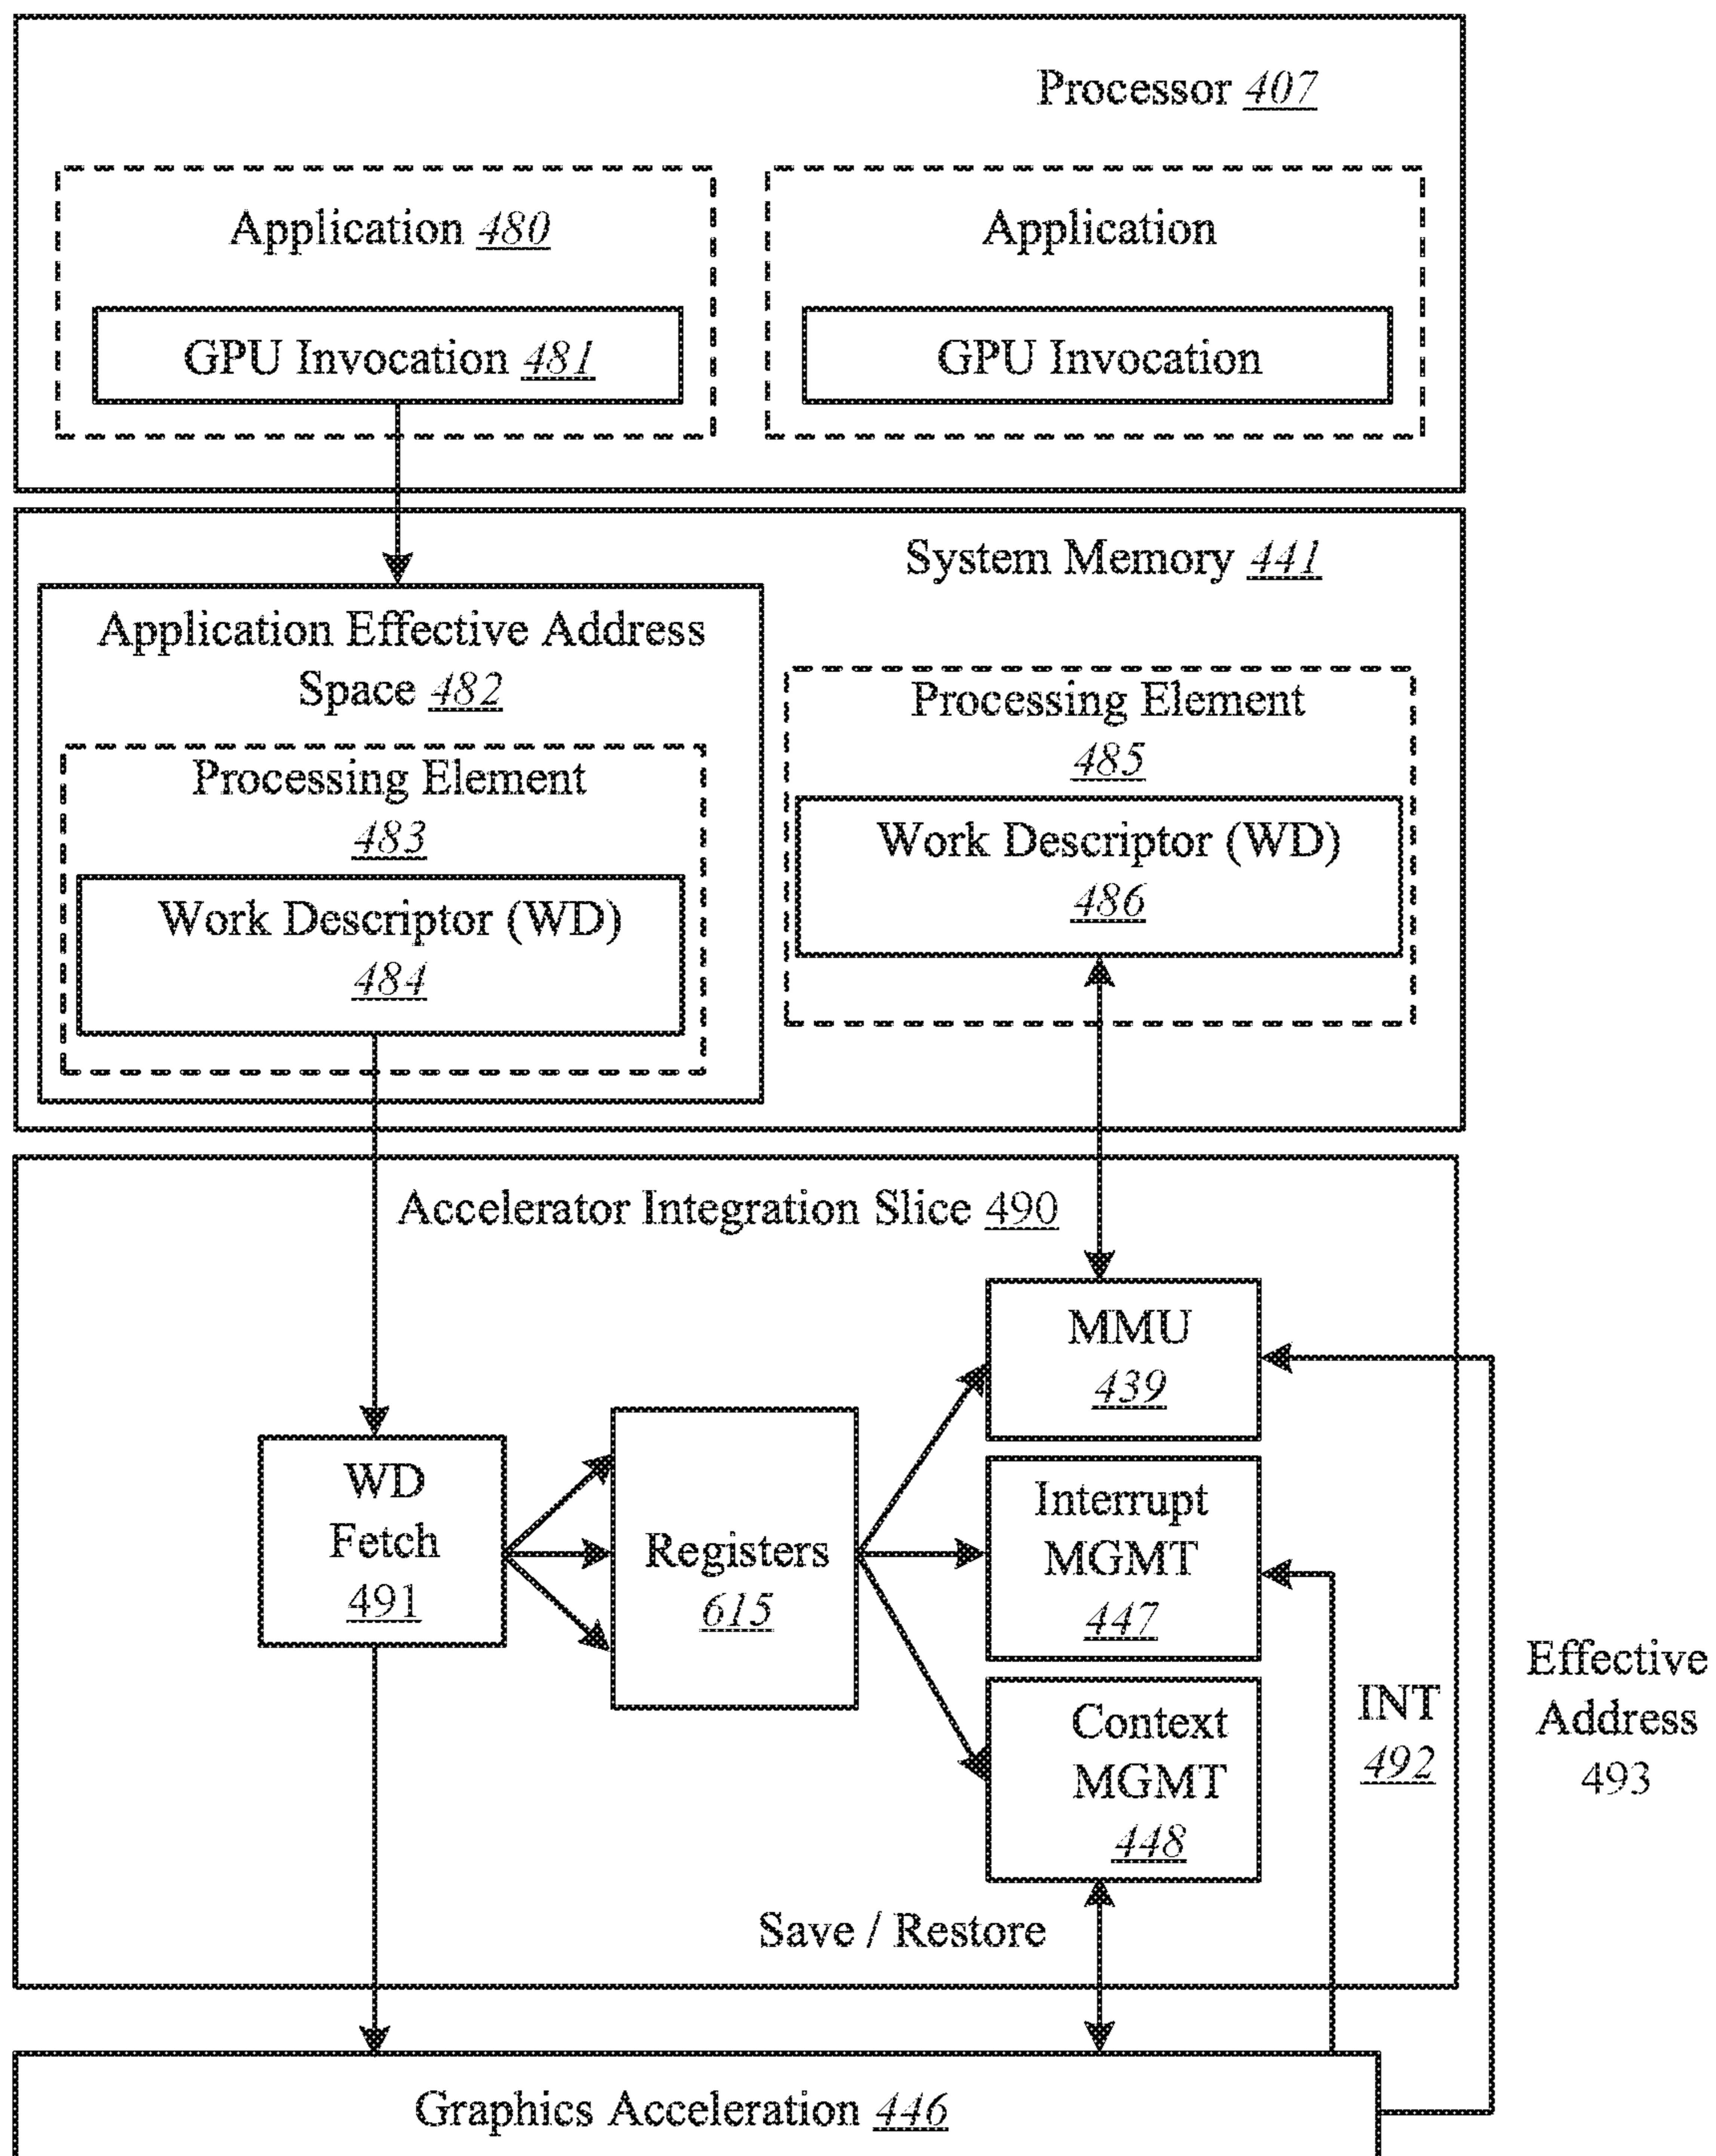 Processor 407
Application 480
Application
GPU Invocation 481
GPU Invocation
System Memory 441
Application Effective Address
Space 482
Processing Element
483
Work Descriptor (WD)
484
Processing Element
485
Work Descriptor (WD)
486
Accelerator Integration Slice 490
MMU
439
WD
Fetch
491
Registers
615
Interrupt
MGMT
447
Context
MGMT
448
INT
492
Effective
Address
493
Save / Restore
Graphics Acceleration 446